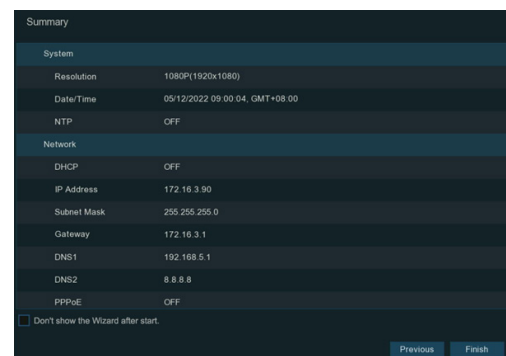 Summary
System
Resolution 1080P(1920x1080)
Date/Time 05/12/2022 09:00:04, GMT+08:00
NTP OFF
Network
DHCP OFF
IP Address 172.16.3.90
Subnet Mask 255.255.255.0
Gateway 172.16.3.1
DNS1 192.168.5.1
DNS2 8.8.8.8
PPPoE OFF
Don't show the Wizard after start.
Previous Finish